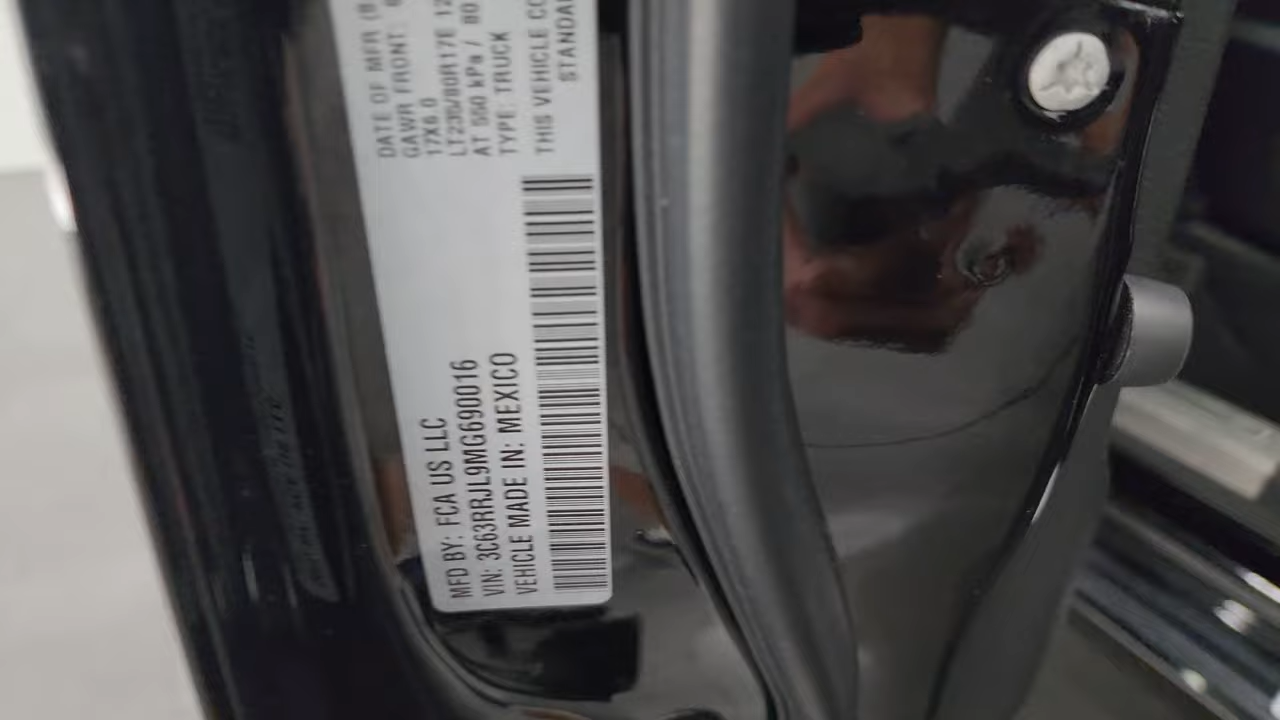 MFD BY: FCA US LLC
VIN: 3C63RRJL9MG690016
VEHICLE MADE IN: MEXICO
DATE OF MFR
GAWR FRONT:
17X6.0
LT235/80R17E
AT 550 kPa / 80
TYPE: TRUCK
THIS VEHICLE